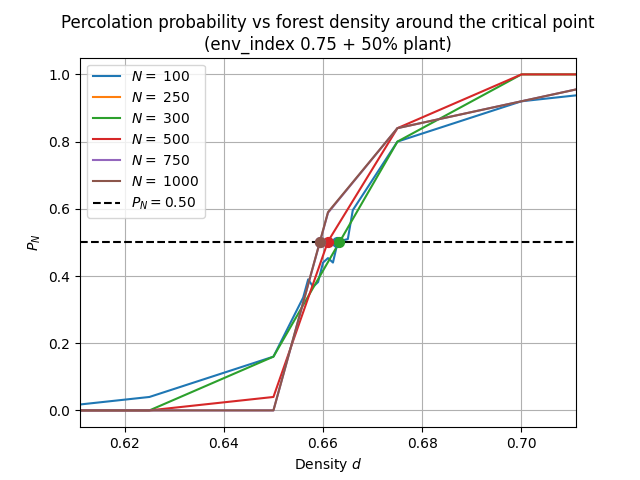 Percolation probability vs forest density around the critical point
(env_index 0.75 + 50% plant)
N = 100
N = 250
N = 300
N = 500
N = 750
N = 1000
P_N = 0.50
1.0
0.8
0.6
0.4
0.2
0.0
P_N
0.62 0.64 0.66 0.68 0.70
Density d